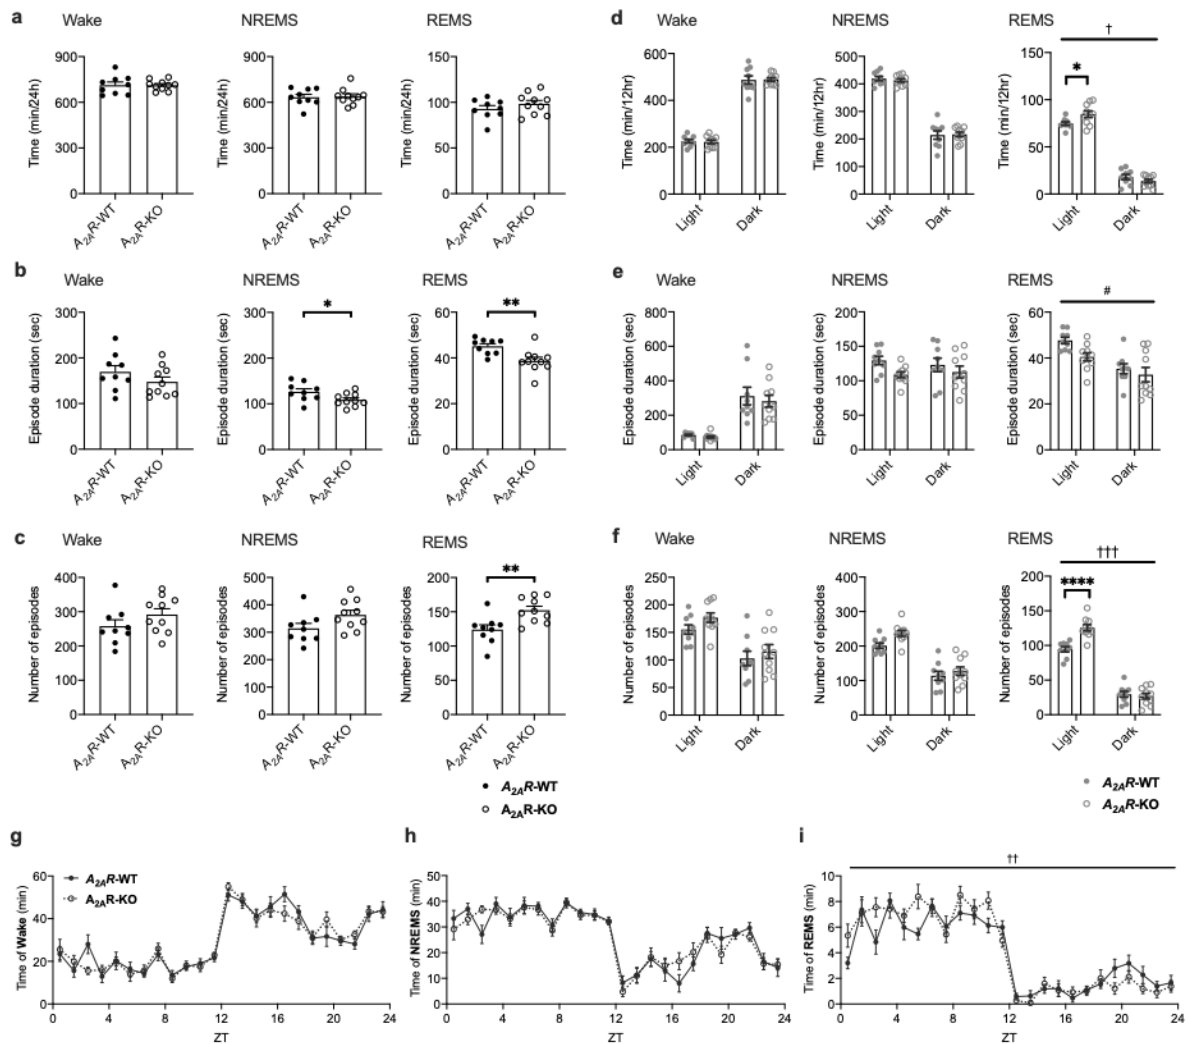 a Wake NREMS REMS
Time (min/24h)
900
600
300
0
A2AR-WT
A2AR-KO
Time (min/24h)
900
600
300
0
A2AR-WT
A2AR-KO
Time (min/24h)
150
100
50
0
A2AR-WT
A2AR-KO
d Wake NREMS REMS
Time (min/12hr)
600
400
200
0
Light
Dark
Time (min/12hr)
500
400
300
200
100
0
Light
Dark
Time (min/12hr)
150
100
50
0
†
*
Light
Dark
b Wake NREMS REMS
Episode duration (sec)
300
200
100
0
A2AR-WT
A2AR-KO
Episode duration (sec)
300
200
100
0
*
A2AR-WT
A2AR-KO
Episode duration (sec)
60
40
20
0
**
A2AR-WT
A2AR-KO
e Wake NREMS REMS
Episode duration (sec)
800
600
400
200
0
Light
Dark
Episode duration (sec)
200
150
100
50
0
Light
Dark
Episode duration (sec)
60
40
20
0
#
Light
Dark
c Wake NREMS REMS
Number of episodes
400
300
200
100
0
A2AR-WT
A2AR-KO
Number of episodes
500
400
300
200
100
0
A2AR-WT
A2AR-KO
Number of episodes
200
150
100
50
0
**
A2AR-WT
A2AR-KO
A2AR-WT
A2AR-KO
f Wake NREMS REMS
Number of episodes
250
200
150
100
50
0
Light
Dark
Number of episodes
400
300
200
100
0
Light
Dark
Number of episodes
200
150
100
50
0
†††
****
Light
Dark
A2AR-WT
A2AR-KO
g
Time of Wake (min)
60
40
20
0
A2AR-WT
A2AR-KO
0 4 8 12 16 20 24
ZT
h
Time of NREMS (min)
50
40
30
20
10
0
0 4 8 12 16 20 24
ZT
i
Time of REMS (min)
10
8
6
4
2
0
††
0 4 8 12 16 20 24
ZT